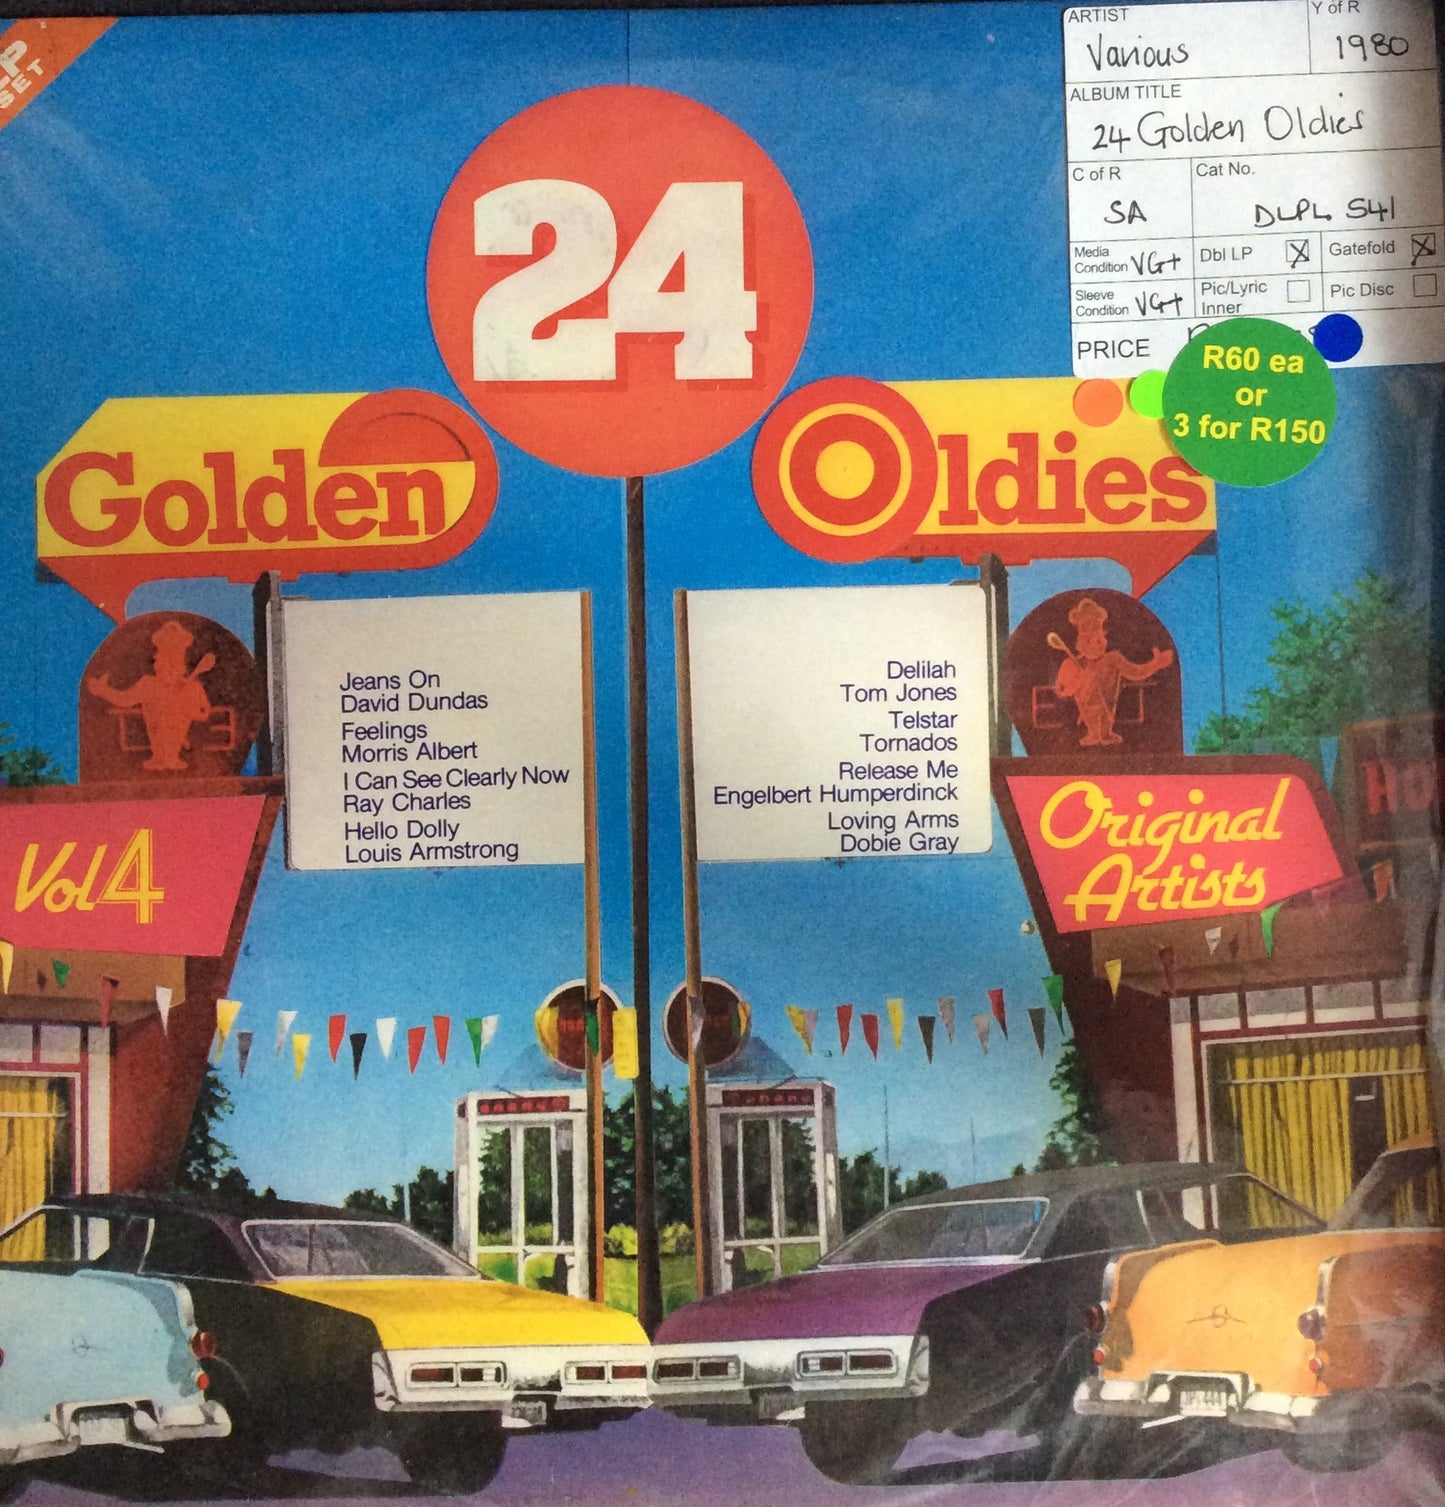 LP
SET
ARTIST
Various
Y of R
1980
ALBUM TITLE
24 Golden Oldies
C of R
SA
Cat No.
DLPL 541
Media
Condition VG+
Dbl LP
Gatefold
Sleeve
Condition VG+
Pic/Lyric
Inner
Pic Disc
PRICE
R60 ea
or
3 for R150
24
Golden
Oldies
Jeans On
David Dundas
Feelings
Morris Albert
I Can See Clearly Now
Ray Charles
Hello Dolly
Louis Armstrong
Delilah
Tom Jones
Telstar
Tornados
Release Me
Engelbert Humperdinck
Loving Arms
Dobie Gray
Vol 4
Original
Artists